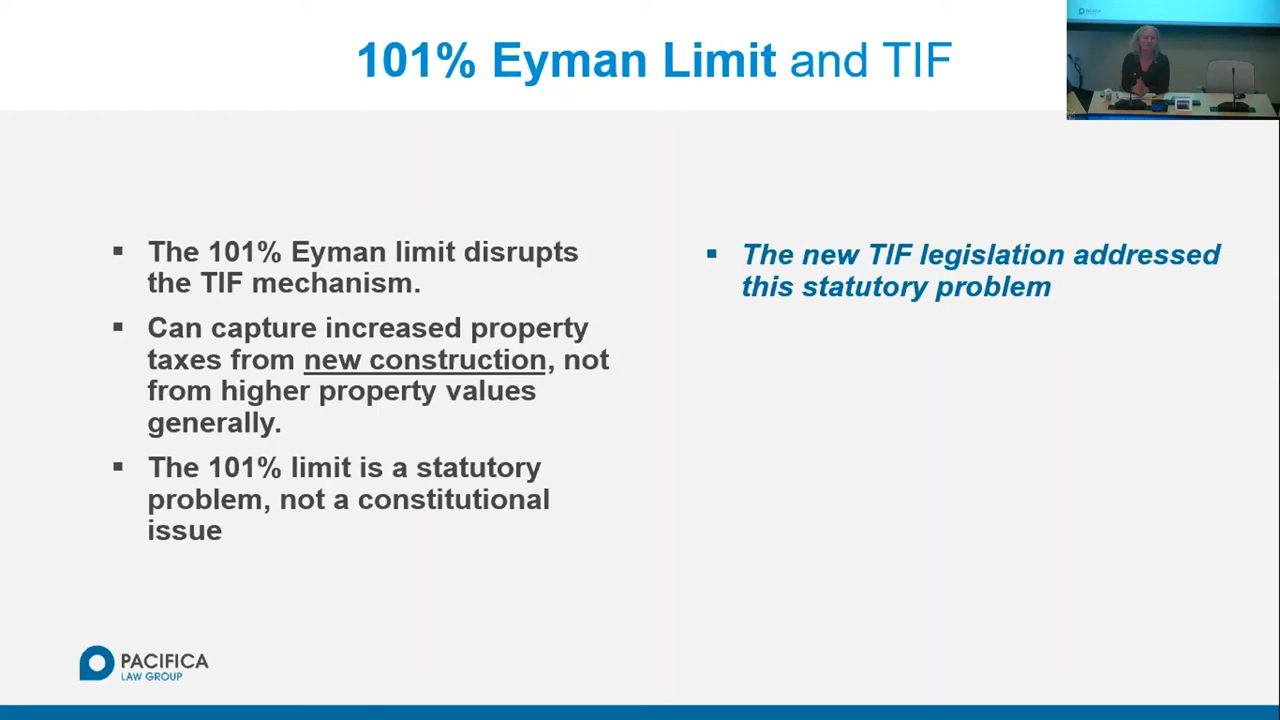 101% Eyman Limit and TIF
PACIFICA
▪ The 101% Eyman limit disrupts
the TIF mechanism.
▪ Can capture increased property
taxes from new construction, not
from higher property values
generally.
▪ The 101% limit is a statutory
problem, not a constitutional
issue
▪ The new TIF legislation addressed
this statutory problem
PACIFICA
LAW GROUP